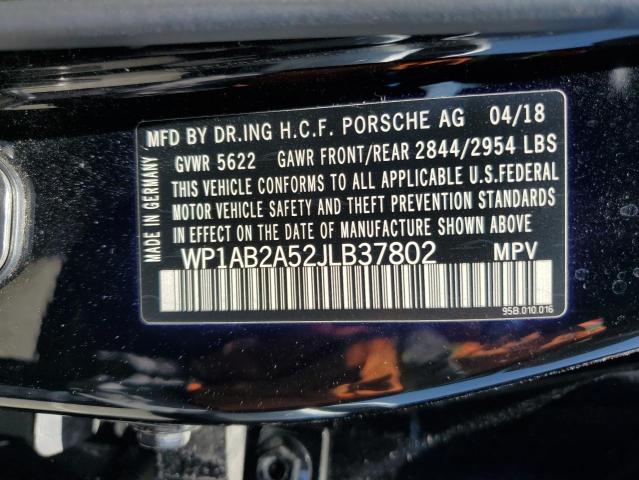 MADE IN GERMANY
MFD BY DR.ING H.C.F. PORSCHE AG 04/18
GVWR 5622 GAWR FRONT/REAR 2844/2954 LBS
THIS VEHICLE CONFORMS TO ALL APPLICABLE U.S.FEDERAL
MOTOR VEHICLE SAFETY AND THEFT PREVENTION STANDARDS
IN EFFECT ON THE DATE OF MANUFACTURE SHOWN ABOVE
WP1AB2A52JLB37802 MPV
95B.010.016